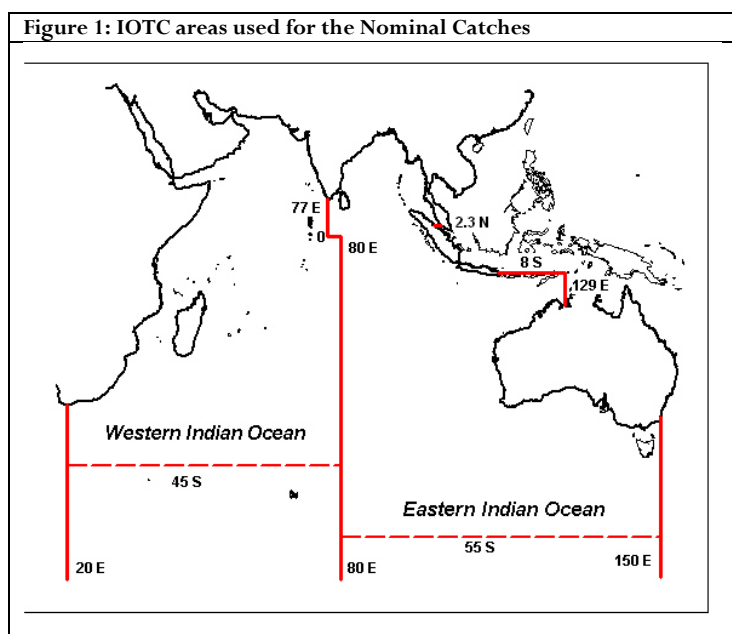 Figure 1: IOTC areas used for the Nominal Catches
77 E
2.3 N
0
80 E
8 S
129 E
Western Indian Ocean
45 S
Eastern Indian Ocean
55 S
20 E
80 E
150 E